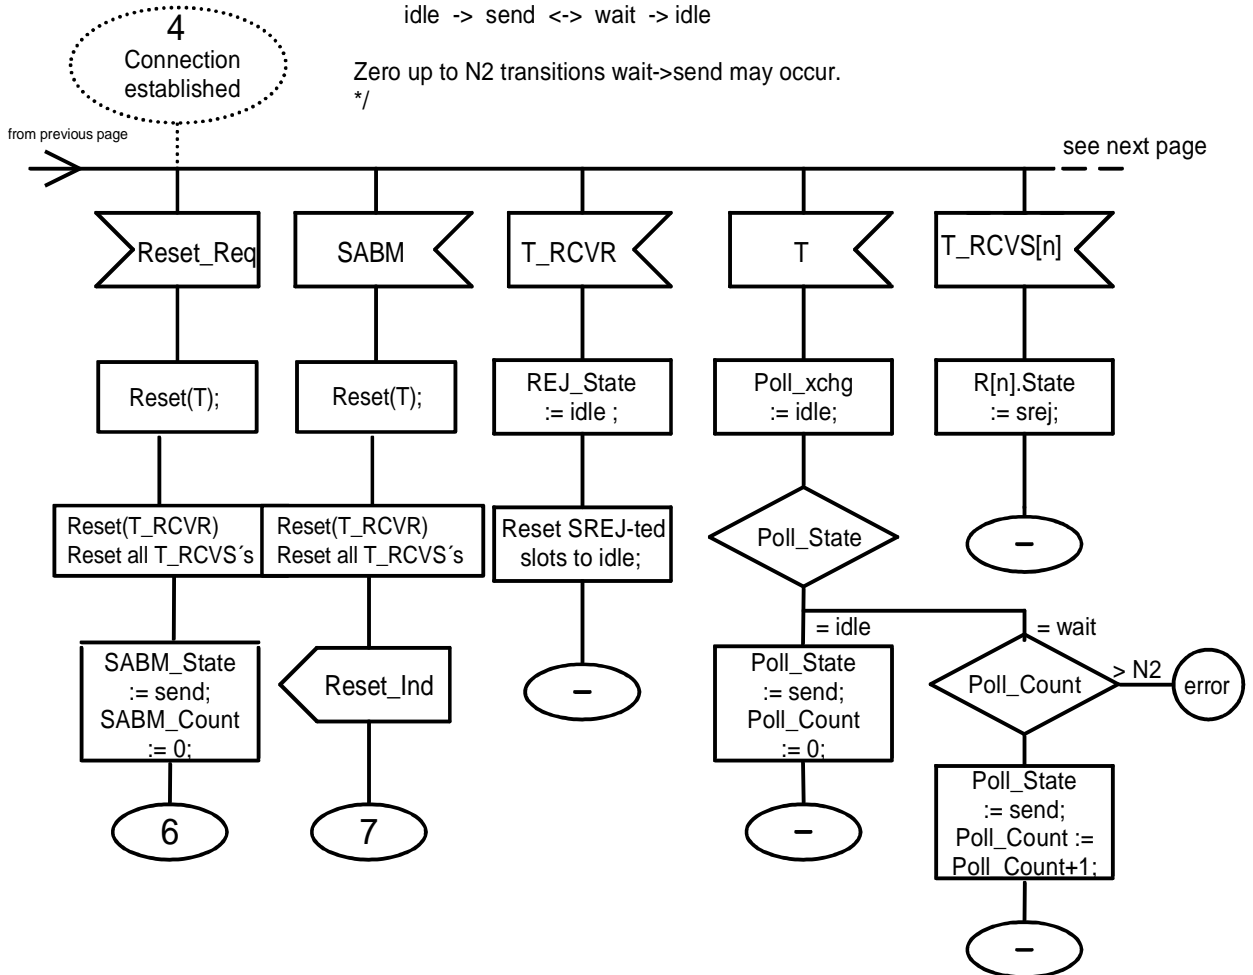 idle -> send <-> wait -> idle
4
Connection
established
Zero up to N2 transitions wait->send may occur.
*/
from previous page
see next page
Reset_Req
SABM
T_RCVR
T
T_RCVS[n]
Reset(T);
Reset(T);
REJ_State
:= idle ;
Poll_xchg
:= idle;
R[n].State
:= srej;
Reset(T_RCVR)
Reset all T_RCVS´s
Reset(T_RCVR)
Reset all T_RCVS´s
Reset SREJ-ted
slots to idle;
Poll_State
–
= idle
= wait
SABM_State
:= send;
SABM_Count
:= 0;
Reset_Ind
–
Poll_State
:= send;
Poll_Count
:= 0;
Poll_Count
> N2
error
6
7
–
Poll_State
:= send;
Poll_Count :=
Poll_Count+1;
–